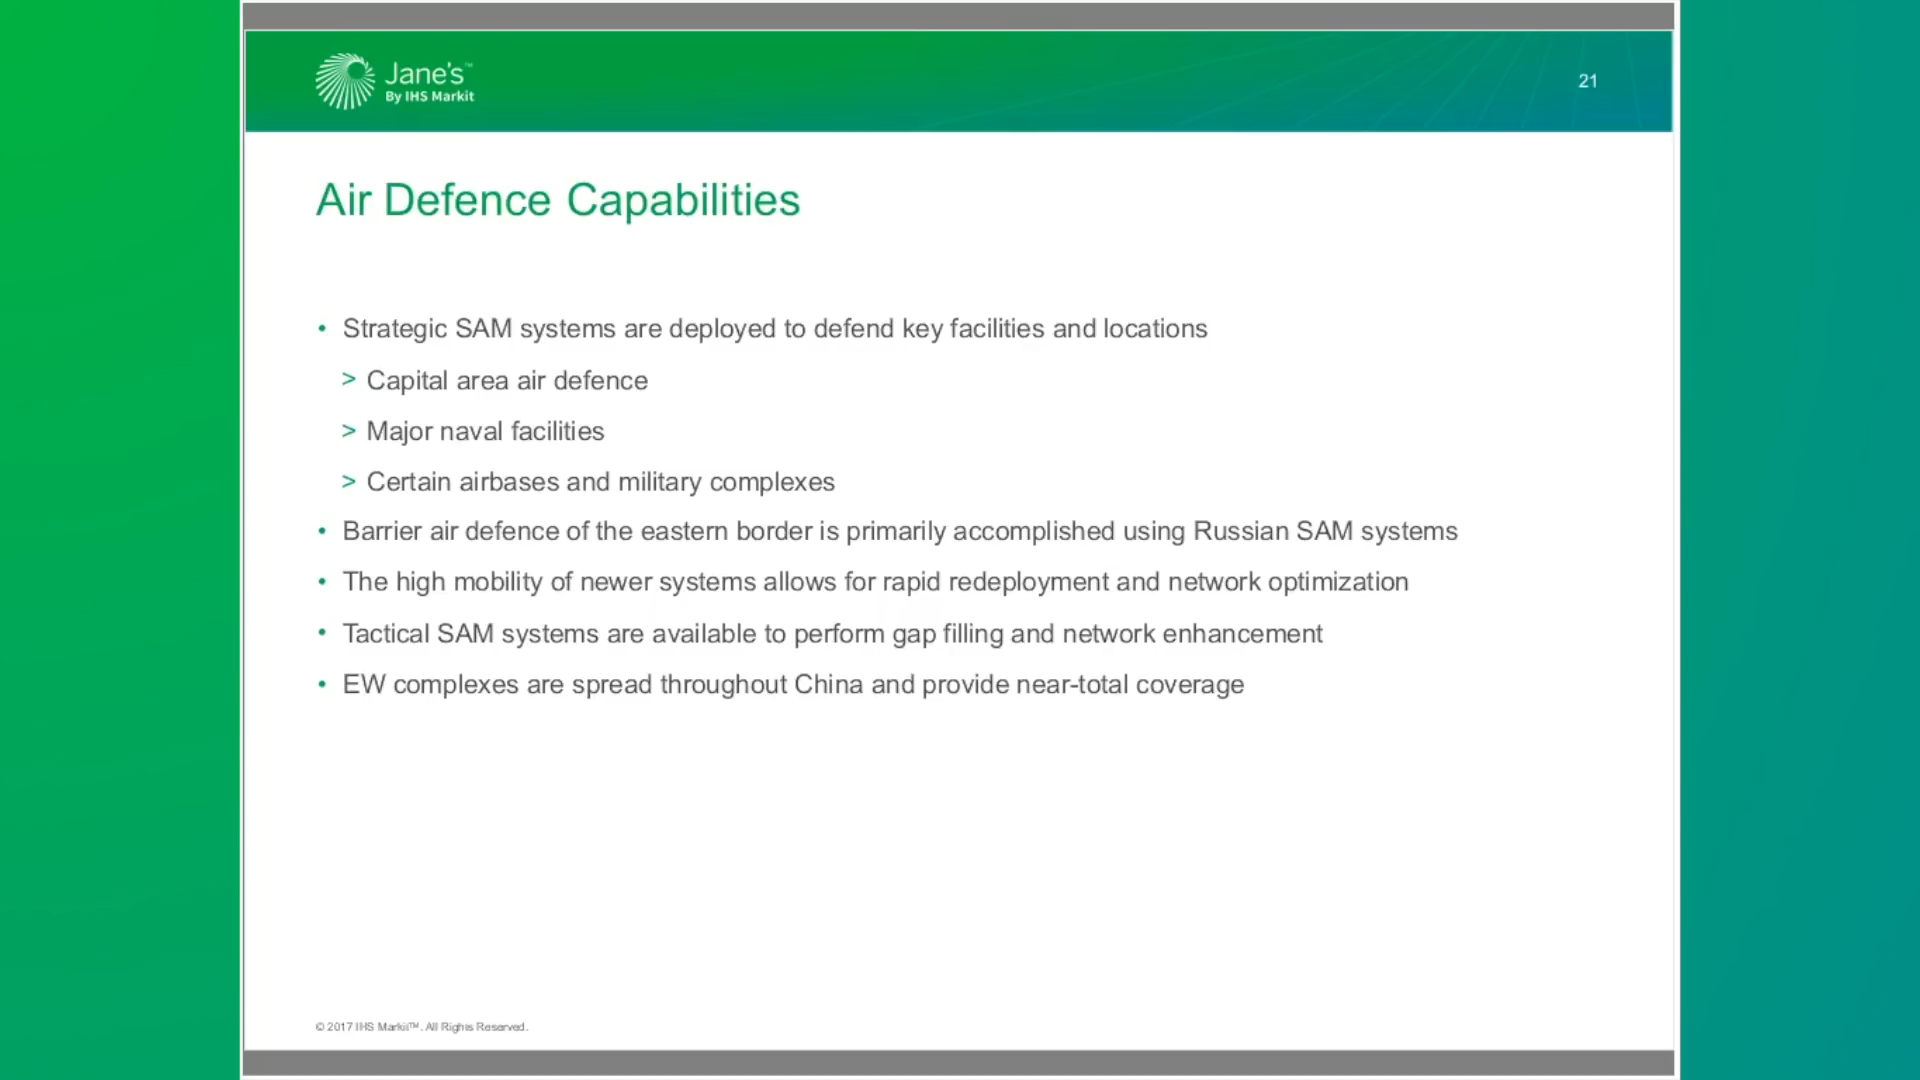 Jane's™
By IHS Markit
21
Air Defence Capabilities
• Strategic SAM systems are deployed to defend key facilities and locations
> Capital area air defence
> Major naval facilities
> Certain airbases and military complexes
• Barrier air defence of the eastern border is primarily accomplished using Russian SAM systems
• The high mobility of newer systems allows for rapid redeployment and network optimization
• Tactical SAM systems are available to perform gap filling and network enhancement
• EW complexes are spread throughout China and provide near-total coverage
© 2017 IHS Markit™. All Rights Reserved.